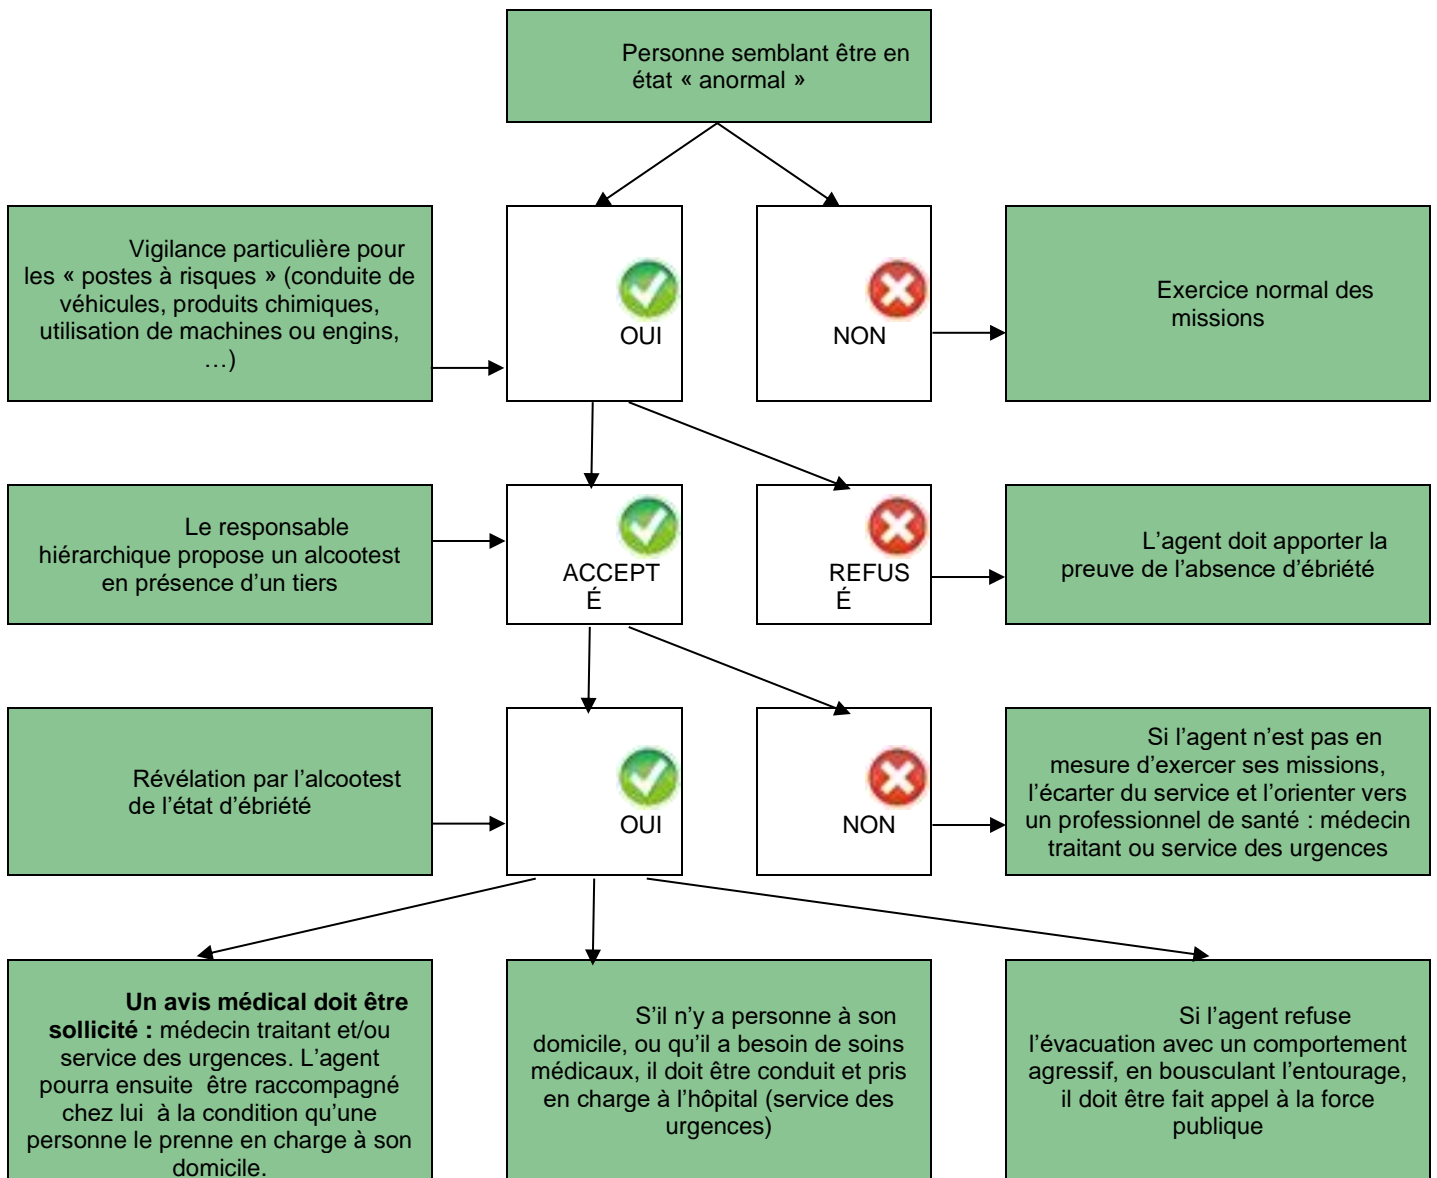 Personne semblant être en
état « anormal »
Vigilance particulière pour
les « postes à risques » (conduite de
véhicules, produits chimiques,
utilisation de machines ou engins,
…)
OUI
NON
Exercice normal des
missions
Le responsable
hiérarchique propose un alcootest
en présence d’un tiers
ACCEPT
É
REFUS
É
L’agent doit apporter la
preuve de l’absence d’ébriété
Révélation par l’alcootest
de l’état d’ébriété
OUI
NON
Si l’agent n’est pas en
mesure d’exercer ses missions,
l’écarter du service et l’orienter vers
un professionnel de santé : médecin
traitant ou service des urgences
Un avis médical doit être
sollicité : médecin traitant et/ou
service des urgences. L’agent
pourra ensuite être raccompagné
chez lui à la condition qu’une
personne le prenne en charge à son
domicile.
S’il n’y a personne à son
domicile, ou qu’il a besoin de soins
médicaux, il doit être conduit et pris
en charge à l’hôpital (service des
urgences)
Si l’agent refuse
l’évacuation avec un comportement
agressif, en bousculant l’entourage,
il doit être fait appel à la force
publique